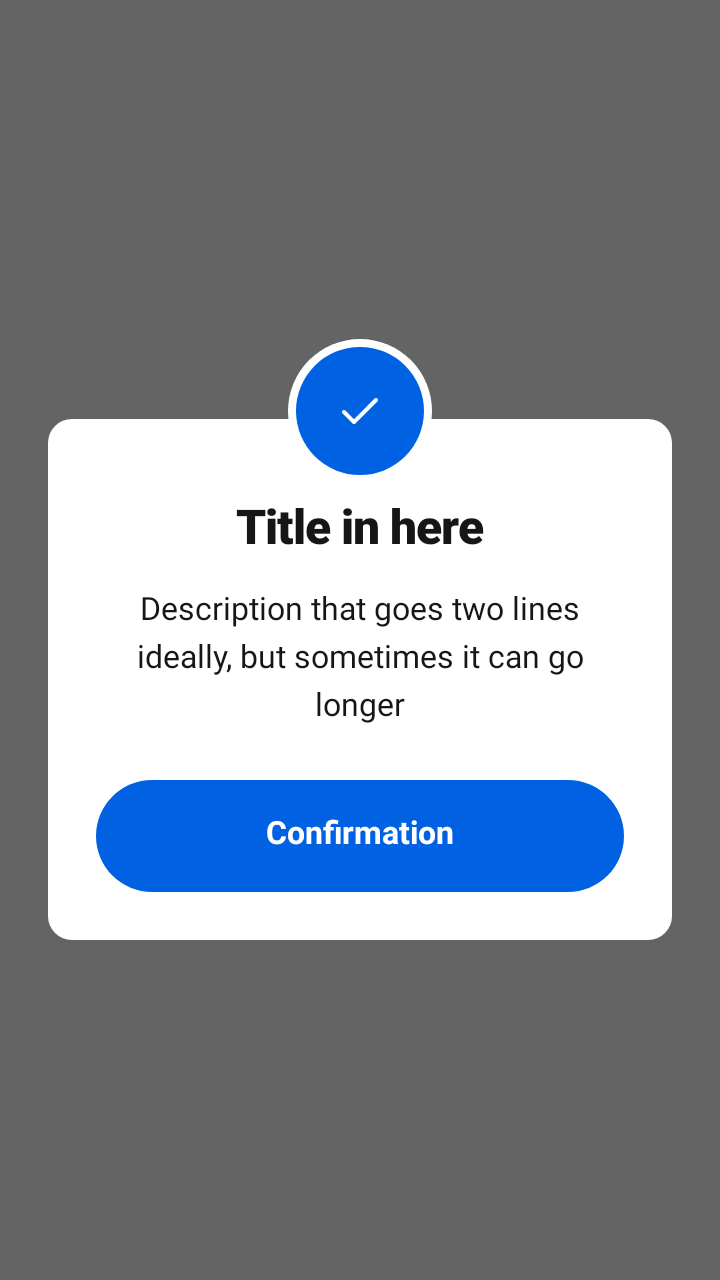 Title in here
Description that goes two lines
ideally, but sometimes it can go
longer
Confirmation